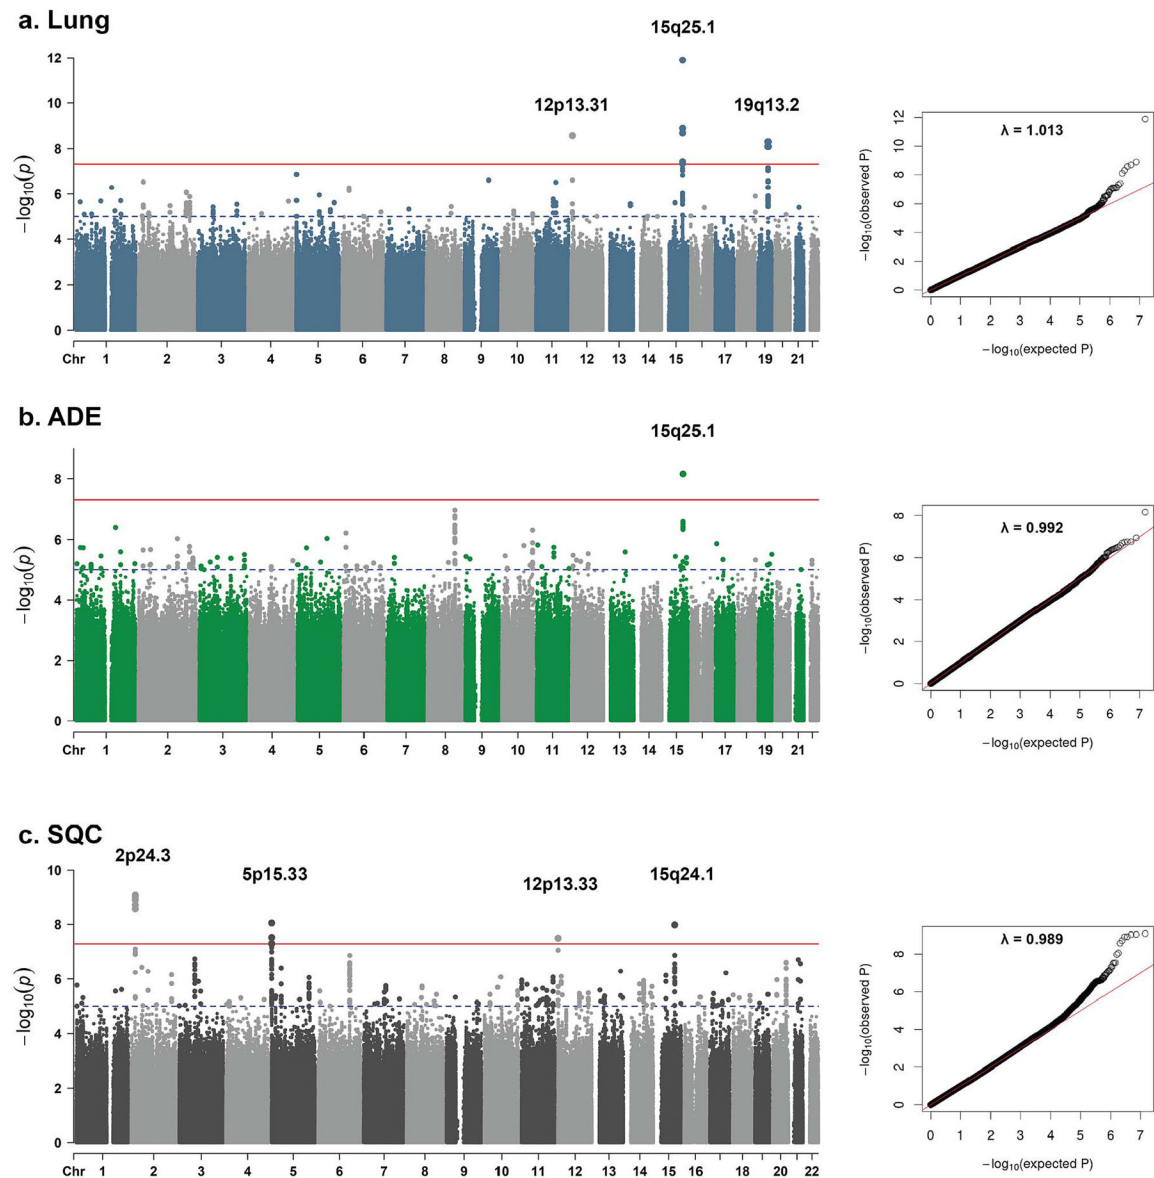 a. Lung
15q25.1
12p13.31
19q13.2
12
10
8
6
4
2
0
−log10(p)
Chr 1 2 3 4 5 6 7 8 9 10 11 12 13 14 15 17 19 21
λ = 1.013
12
10
8
6
4
2
0
−log10(observed P)
0 1 2 3 4 5 6 7
−log10(expected P)
b. ADE
15q25.1
8
6
4
2
0
−log10(p)
Chr 1 2 3 4 5 6 7 8 9 10 11 12 13 14 15 17 19 21
λ = 0.992
8
6
4
2
0
−log10(observed P)
0 1 2 3 4 5 6 7
−log10(expected P)
c. SQC
2p24.3
5p15.33
12p13.33
15q24.1
10
8
6
4
2
0
−log10(p)
Chr 1 2 3 4 5 6 7 8 9 10 11 12 13 14 15 16 18 20 22
λ = 0.989
8
6
4
2
0
−log10(observed P)
0 1 2 3 4 5 6 7
−log10(expected P)